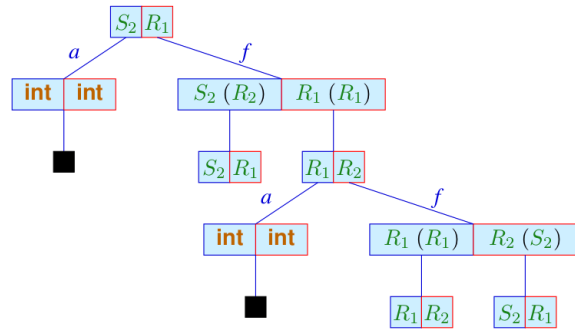 S₂ R₁
a f
int int S₂ (R₂) R₁ (R₁)
S₂ R₁ R₁ R₂
a f
int int R₁ (R₁) R₂ (S₂)
R₁ R₂ S₂ R₁